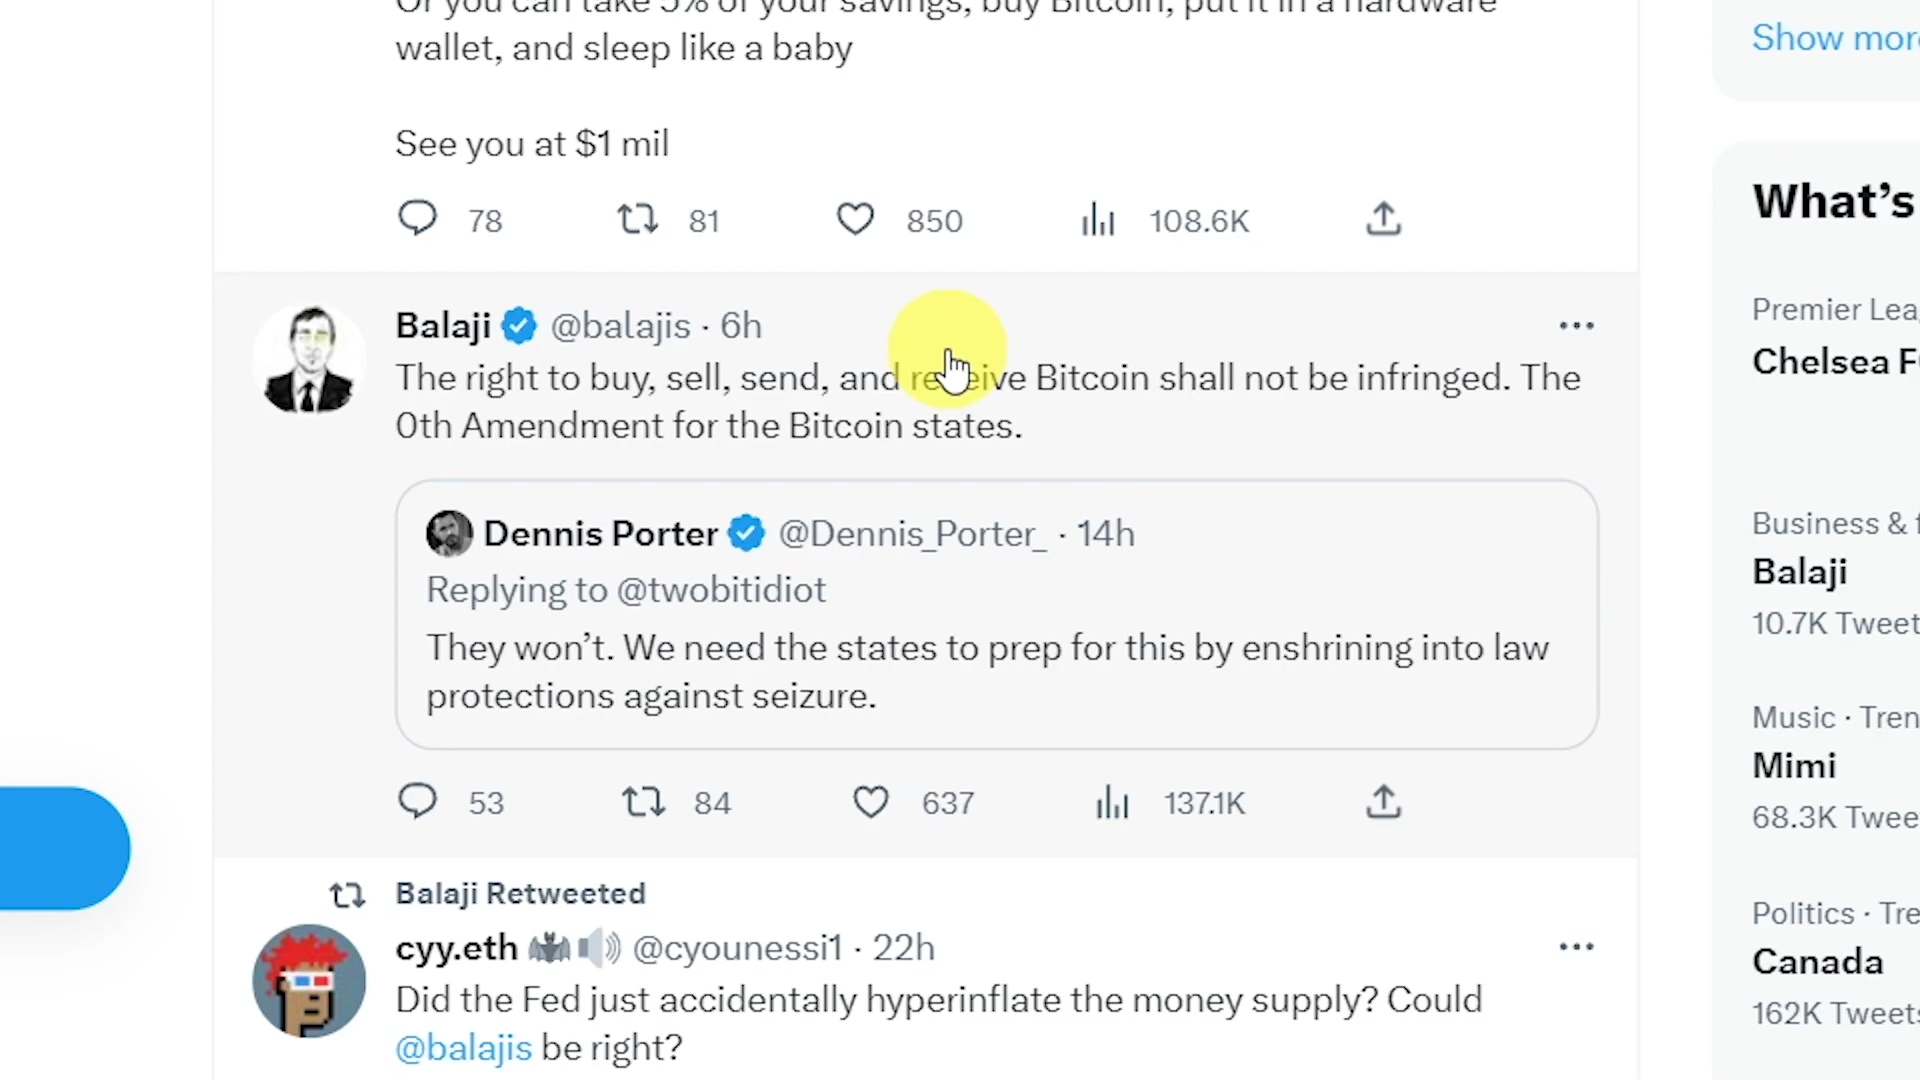 Or you can take 5% of your savings, buy Bitcoin, put it in a hardware
wallet, and sleep like a baby
See you at $1 mil
78 81 850 108.6K
Balaji @balajis · 6h
The right to buy, sell, send, and receive Bitcoin shall not be infringed. The
0th Amendment for the Bitcoin states.
Dennis Porter @Dennis_Porter_ · 14h
Replying to @twobitidiot
They won’t. We need the states to prep for this by enshrining into law
protections against seizure.
53 84 637 137.1K
Balaji Retweeted
cyy.eth @cyounessi1 · 22h
Did the Fed just accidentally hyperinflate the money supply? Could
@balajis be right?
Show mor
What’s
Premier Lea
Chelsea F
Business & f
Balaji
10.7K Tweet
Music · Tren
Mimi
68.3K Twee
Politics · Tre
Canada
162K Tweets